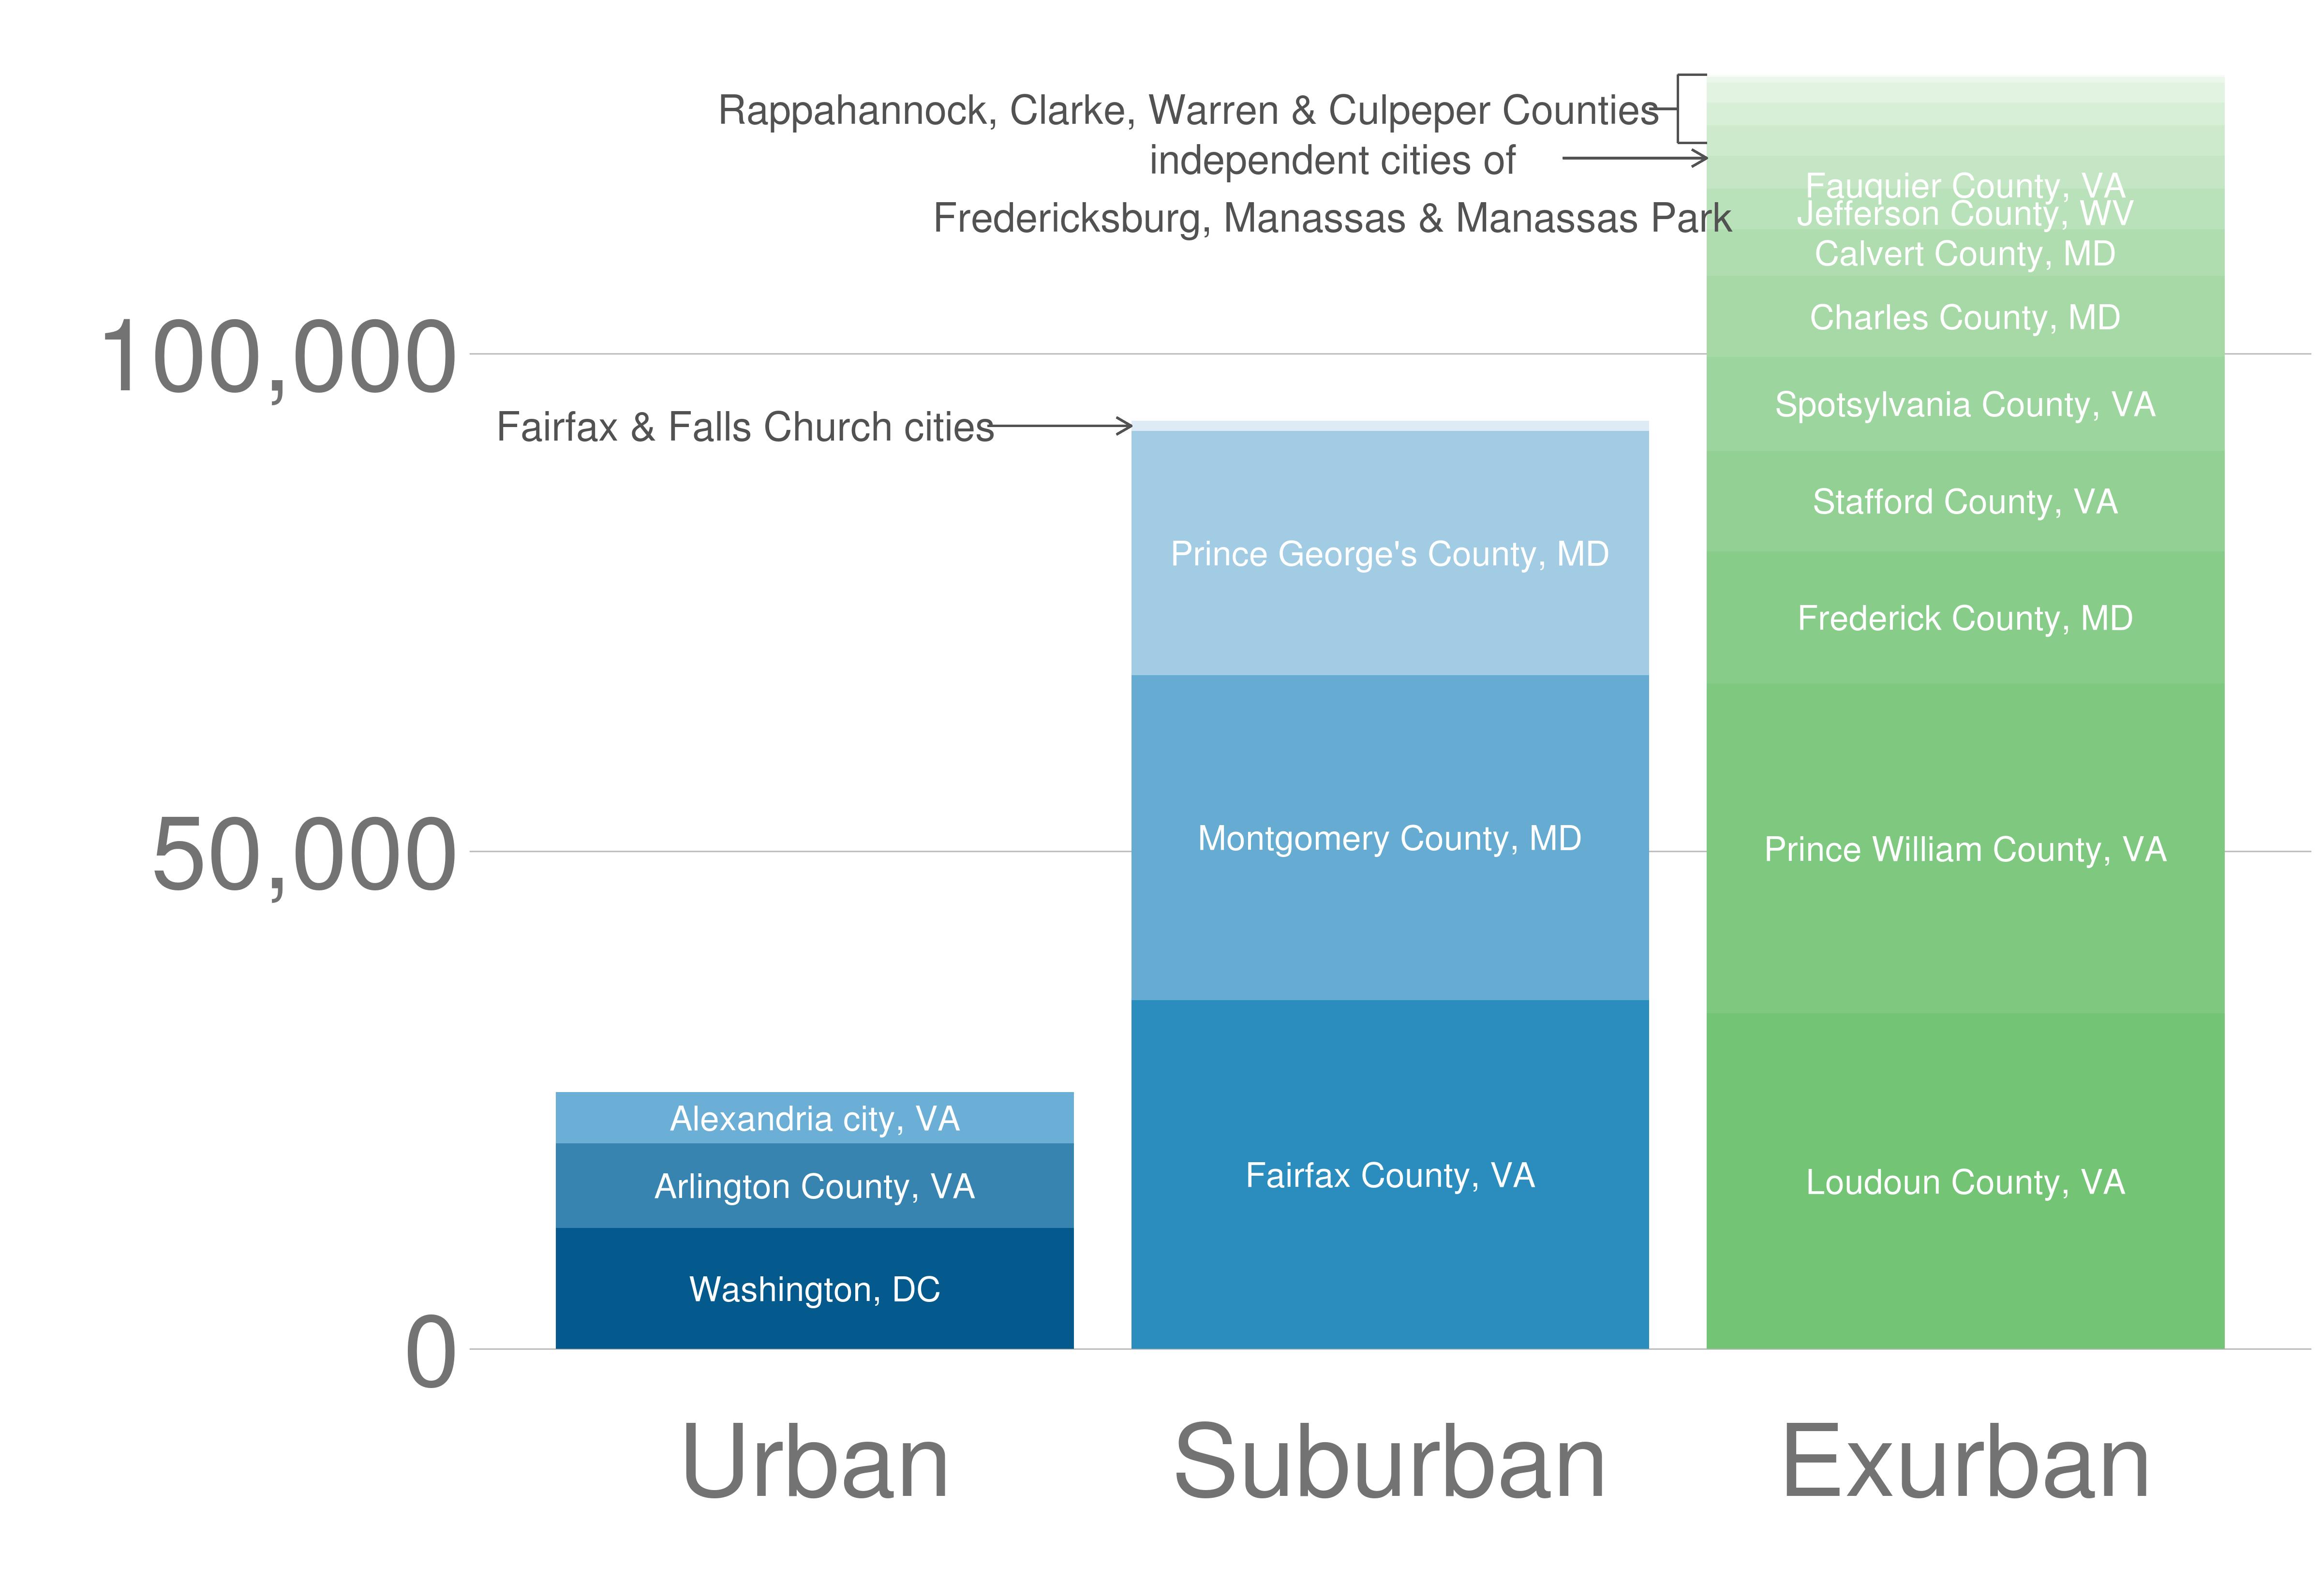 Rappahannock, Clarke, Warren & Culpeper Counties
independent cities of
Fredericksburg, Manassas & Manassas Park
Fauquier County, VA
Jefferson County, WV
Calvert County, MD
Charles County, MD
100,000
Spotsylvania County, VA
Fairfax & Falls Church cities
Stafford County, VA
Prince George's County, MD
Frederick County, MD
50,000
Montgomery County, MD
Prince William County, VA
Alexandria city, VA
Arlington County, VA
Fairfax County, VA
Loudoun County, VA
Washington, DC
0
Urban
Suburban
Exurban